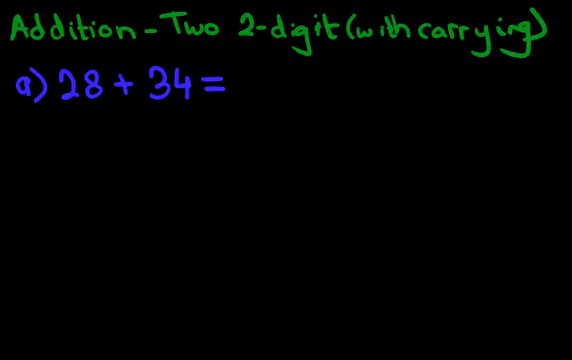 Addition - Two 2-digit (with carrying)
a) 28 + 34 =